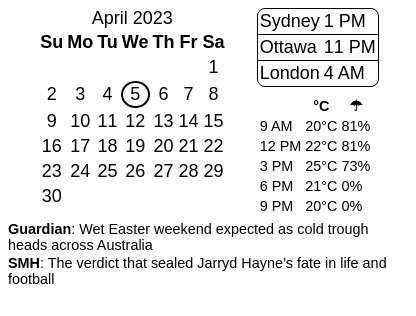 April 2023
Su Mo Tu We Th Fr Sa
1
2 3 4 5 6 7 8
9 10 11 12 13 14 15
16 17 18 19 20 21 22
23 24 25 26 27 28 29
30
Sydney 1 PM
Ottawa 11 PM
London 4 AM
°C ☂
9 AM 20°C 81%
12 PM 22°C 81%
3 PM 25°C 73%
6 PM 21°C 0%
9 PM 20°C 0%
Guardian: Wet Easter weekend expected as cold trough
heads across Australia
SMH: The verdict that sealed Jarryd Hayne's fate in life and
football